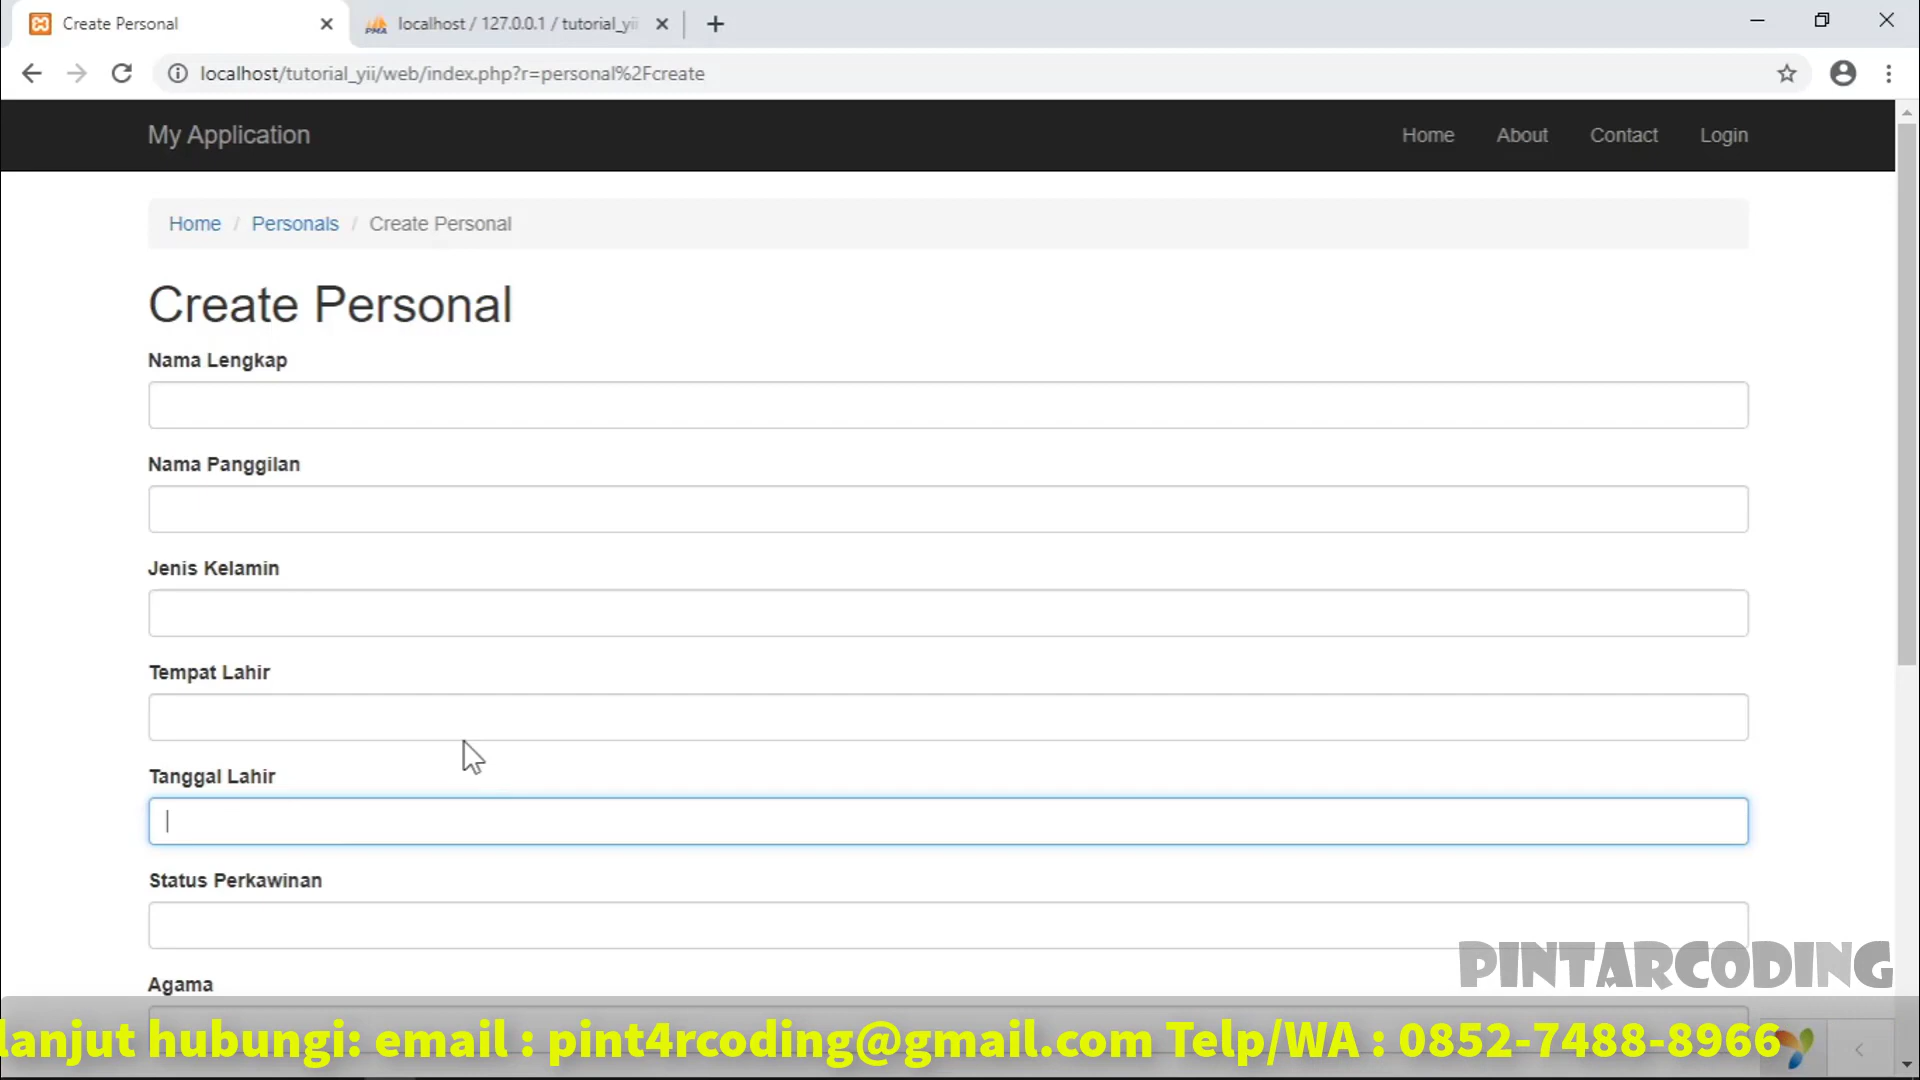 Create Personal
localhost / 127.0.0.1 / tutorial_yii
localhost/tutorial_yii/web/index.php?r=personal%2Fcreate
My Application
Home About Contact Login
Home / Personals / Create Personal
Create Personal
Nama Lengkap
Nama Panggilan
Jenis Kelamin
Tempat Lahir
Tanggal Lahir
Status Perkawinan
PINTARCODING
Agama
lanjut hubungi: email : pint4rcoding@gmail.com Telp/WA : 0852-7488-8966